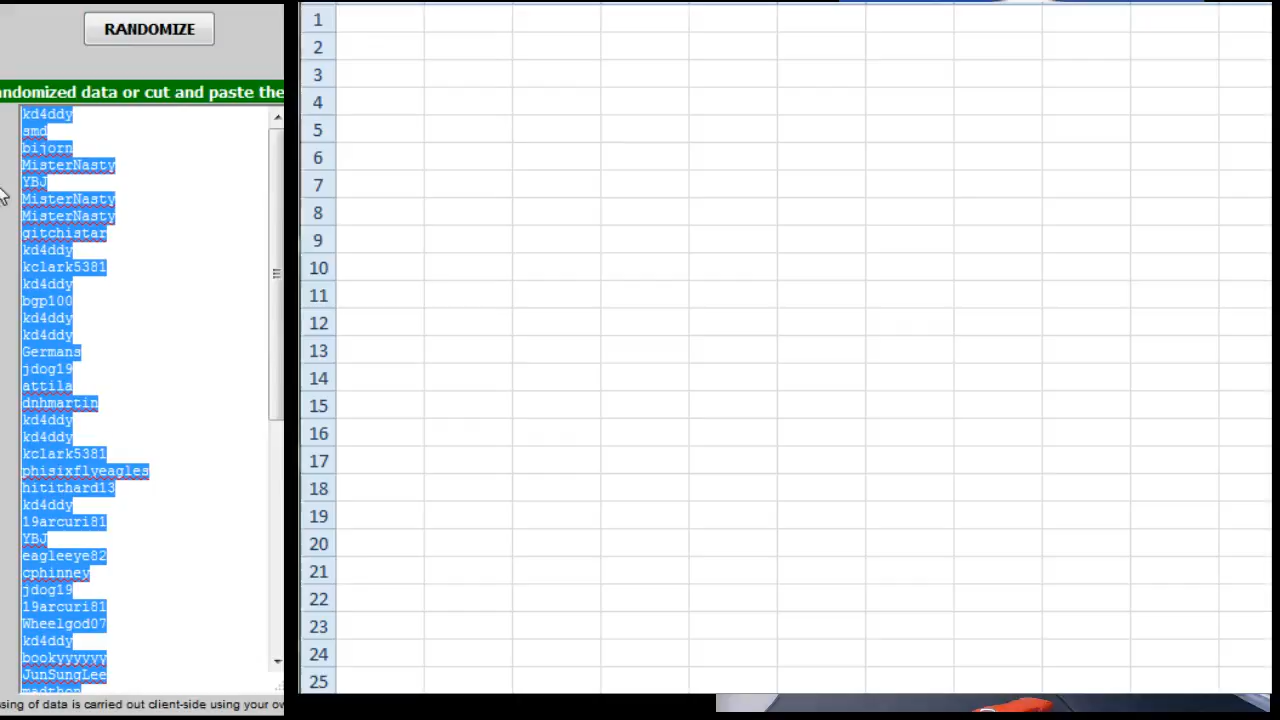 RANDOMIZE
ndomized data or cut and paste the
kd4ddy
smd
bijorn
MisterNasty
YBJ
MisterNasty
MisterNasty
gitchistar
kd4ddy
kclark5381
kd4ddy
bgp100
kd4ddy
kd4ddy
Germans
jdog19
attila
dnhmartin
kd4ddy
kd4ddy
kclark5381
phisixflyeagles
hitithard13
kd4ddy
19arcuri81
YBJ
eagleeye82
cphinney
jdog19
19arcuri81
Wheelgod07
kd4ddy
bookyyyyyy
JunSungLee
madthon
ssing of data is carried out client-side using your ow
1
2
3
4
5
6
7
8
9
10
11
12
13
14
15
16
17
18
19
20
21
22
23
24
25